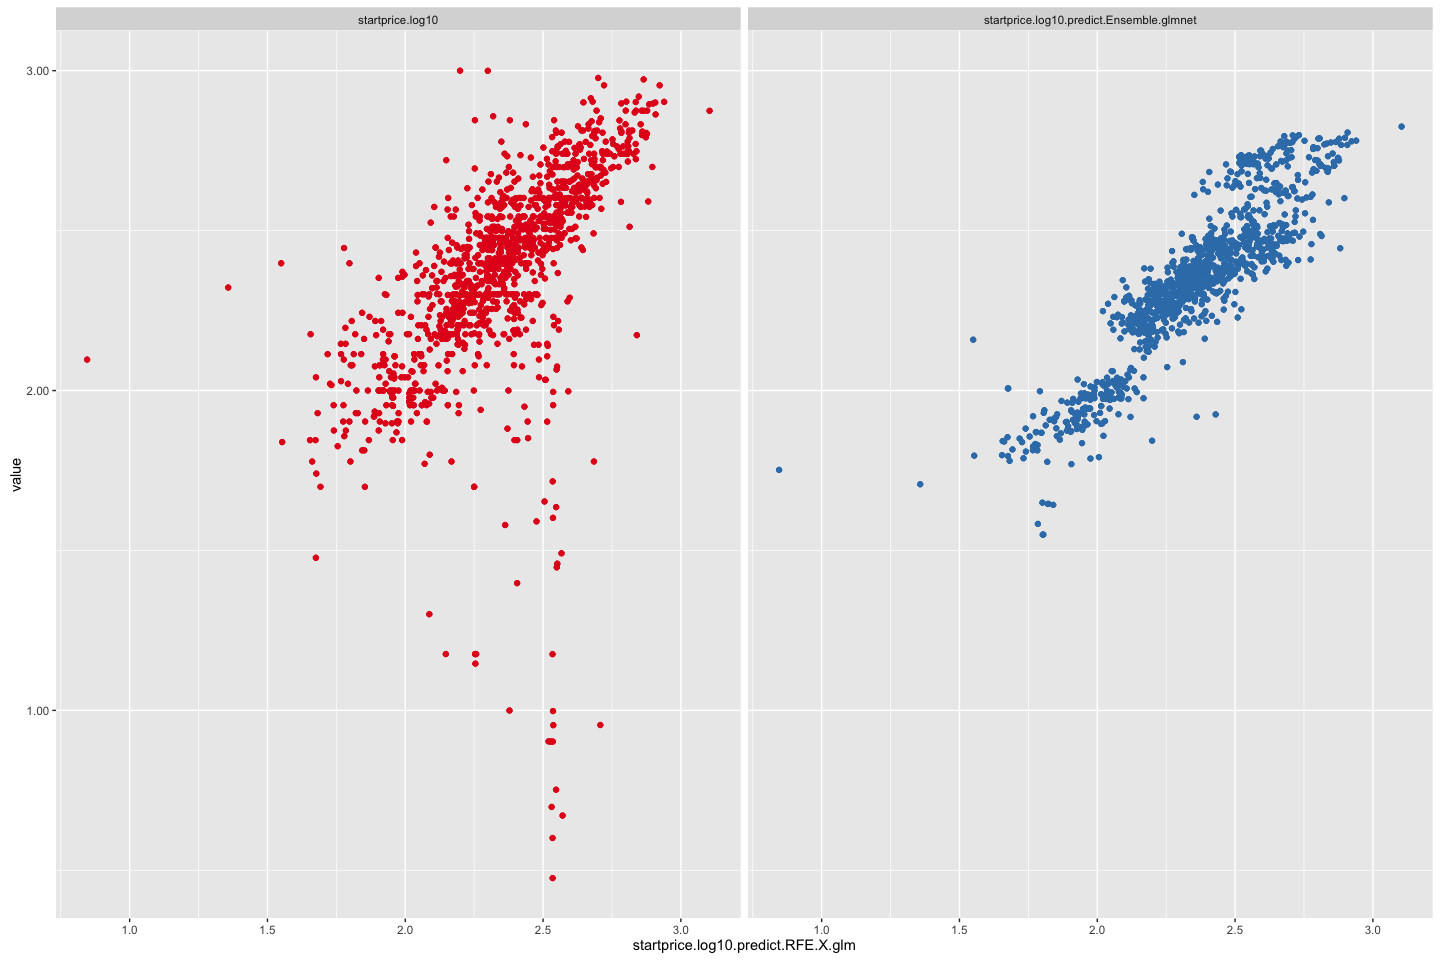 startprice.log10
startprice.log10.predict.Ensemble.glmnet
value
3.00
2.00
1.00
1.0 1.5 2.0 2.5 3.0
1.0 1.5 2.0 2.5 3.0
startprice.log10.predict.RFE.X.glm